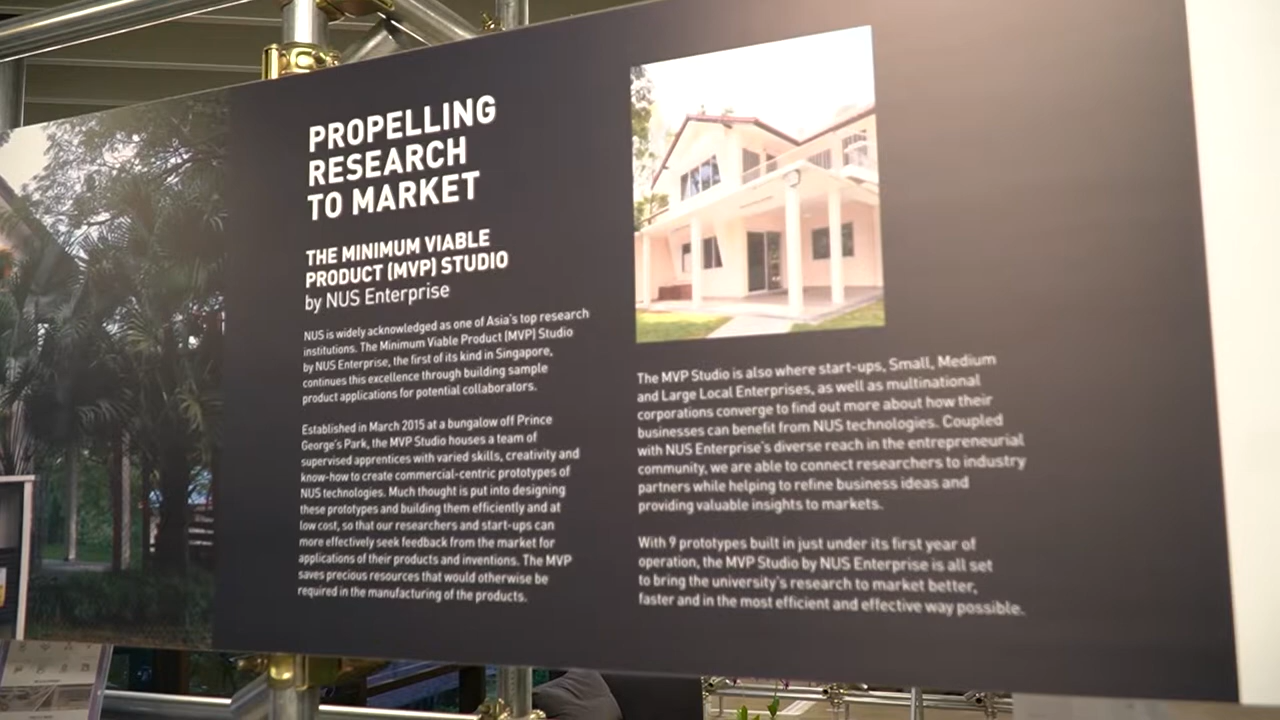 PROPELLING
RESEARCH
TO MARKET
THE MINIMUM VIABLE
PRODUCT (MVP) STUDIO
by NUS Enterprise
NUS is widely acknowledged as one of Asia's top research
institutions. The Minimum Viable Product (MVP) Studio
by NUS Enterprise, the first of its kind in Singapore,
continues this excellence through building sample
product applications for potential collaborators.
Established in March 2015 at a bungalow off Prince
George's Park, the MVP Studio houses a team of
supervised apprentices with varied skills, creativity and
know-how to create commercial-centric prototypes of
NUS technologies. Much thought is put into designing
these prototypes and building them efficiently and at
low cost, so that our researchers and start-ups can
more effectively seek feedback from the market for
applications of their products and inventions. The MVP
saves precious resources that would otherwise be
required in the manufacturing of the products.
The MVP Studio is also where start-ups, Small, Medium
and Large Local Enterprises, as well as multinational
corporations converge to find out more about how their
businesses can benefit from NUS technologies. Coupled
with NUS Enterprise's diverse reach in the entrepreneurial
community, we are able to connect researchers to industry
partners while helping to refine business ideas and
providing valuable insights to markets.
With 9 prototypes built in just under its first year of
operation, the MVP Studio by NUS Enterprise is all set
to bring the university's research to market better,
faster and in the most efficient and effective way possible.